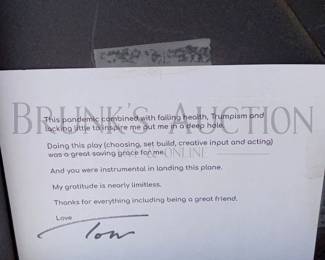 This pandemic combined with failing health, Trumpism and
lacking little to inspire me put me in a deep hole.
BRUNK'S AUCTION
Doing this play (choosing, set build, creative input and acting)
was a great saving grace for me.
ONLINE
And you were instrumental in landing this plane.
My gratitude is nearly limitless.
Thanks for everything including being a great friend.
Love
Tom